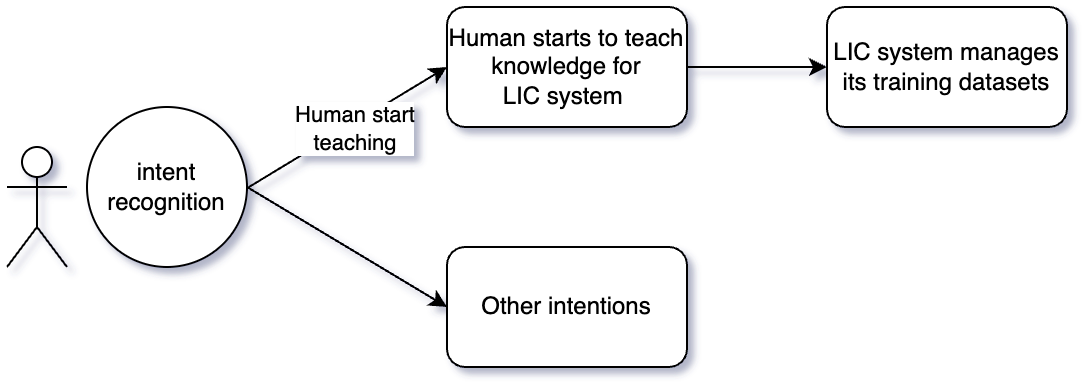 intent
recognition
Human start
teaching
Human starts to teach
knowledge for
LIC system
LIC system manages
its training datasets
Other intentions